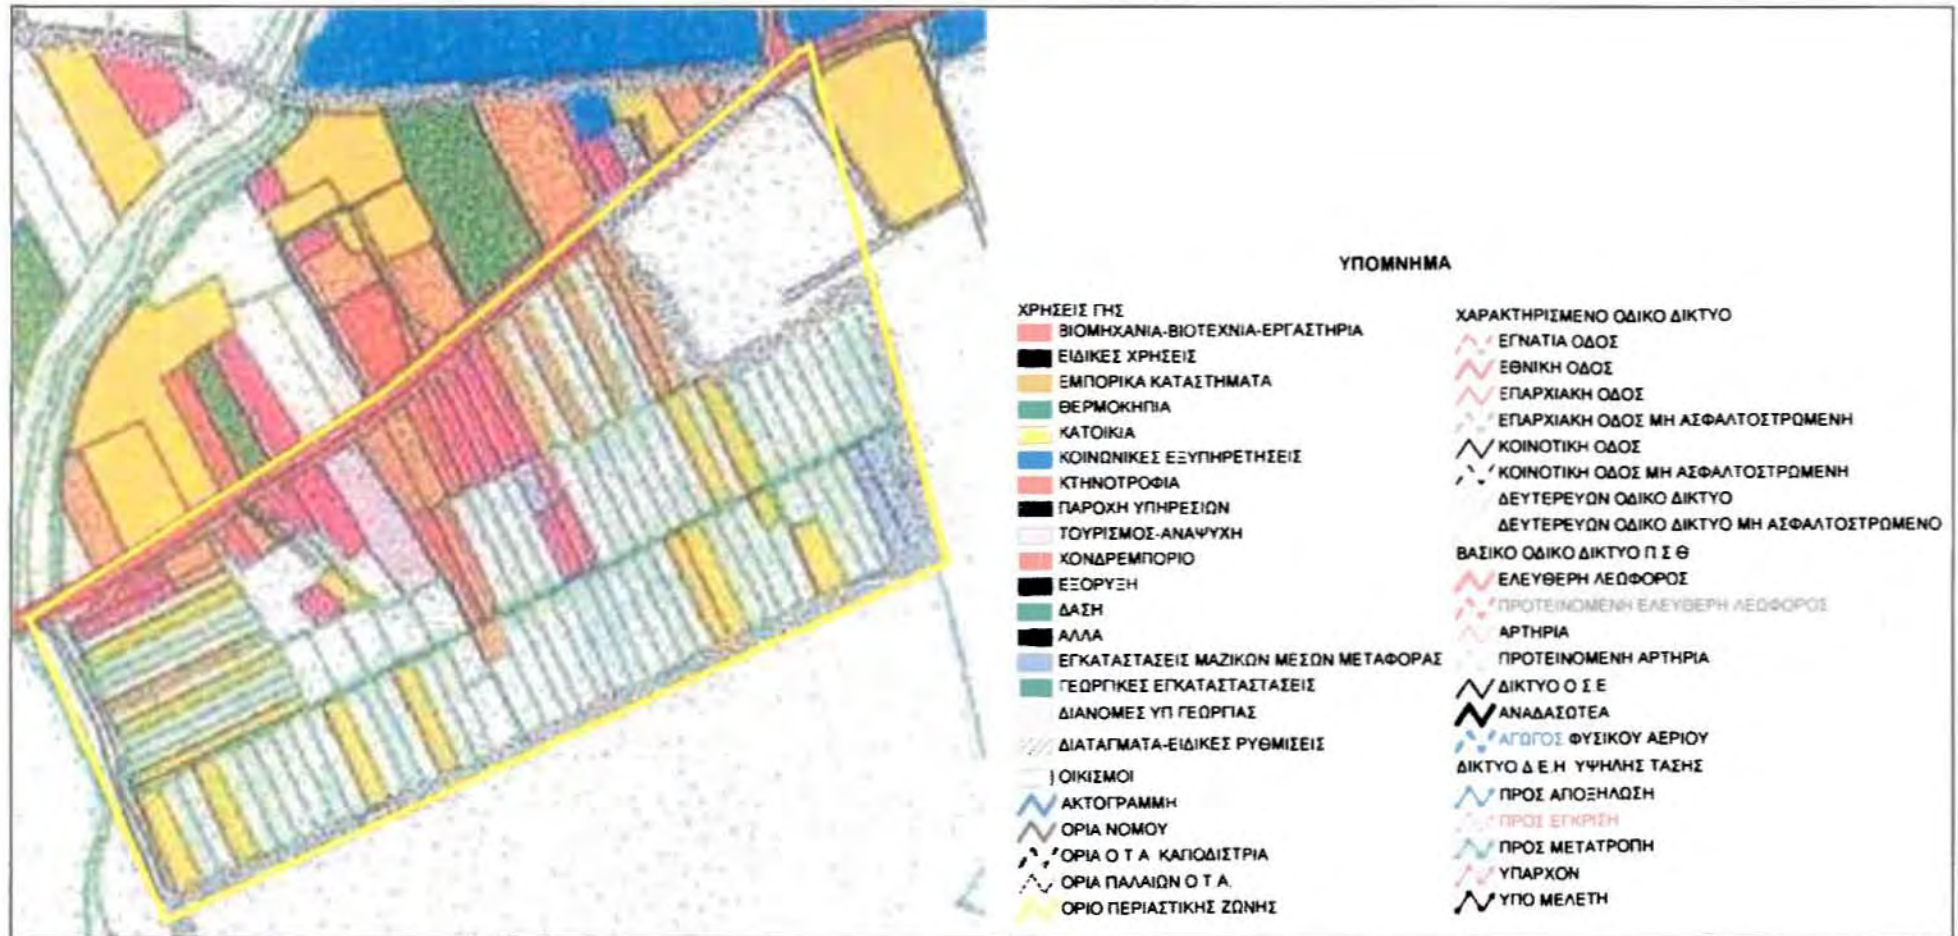 ΥΠΟΜΝΗΜΑ
ΧΡΗΣΕΙΣ ΓΗΣ
ΒΙΟΜΗΧΑΝΙΑ-ΒΙΟΤΕΧΝΙΑ-ΕΡΓΑΣΤΗΡΙΑ
ΕΙΔΙΚΕΣ ΧΡΗΣΕΙΣ
ΕΜΠΟΡΙΚΑ ΚΑΤΑΣΤΗΜΑΤΑ
ΘΕΡΜΟΚΗΠΙΑ
ΚΑΤΟΙΚΙΑ
ΚΟΙΝΩΝΙΚΕΣ ΕΞΥΠΗΡΕΤΗΣΕΙΣ
ΚΤΗΝΟΤΡΟΦΙΑ
ΠΑΡΟΧΗ ΥΠΗΡΕΣΙΩΝ
ΤΟΥΡΙΣΜΟΣ-ΑΝΑΨΥΧΗ
ΧΟΝΔΡΕΜΠΟΡΙΟ
ΕΞΟΡΥΞΗ
ΔΑΣΗ
ΑΛΛΑ
ΕΓΚΑΤΑΣΤΑΣΕΙΣ ΜΑΖΙΚΩΝ ΜΕΣΩΝ ΜΕΤΑΦΟΡΑΣ
ΓΕΩΡΓΙΚΕΣ ΕΓΚΑΤΑΣΤΑΣΤΑΣΕΙΣ
ΔΙΑΝΟΜΕΣ ΥΠ ΓΕΩΡΓΙΑΣ
ΔΙΑΤΑΓΜΑΤΑ-ΕΙΔΙΚΕΣ ΡΥΘΜΙΣΕΙΣ
ΟΙΚΙΣΜΟΙ
ΑΚΤΟΓΡΑΜΜΗ
ΟΡΙΑ ΝΟΜΟΥ
ΟΡΙΑ Ο Τ Α ΚΑΠΟΔΙΣΤΡΙΑ
ΟΡΙΑ ΠΑΛΑΙΩΝ Ο Τ Α.
ΟΡΙΟ ΠΕΡΙΑΣΤΙΚΗΣ ΖΩΝΗΣ
ΧΑΡΑΚΤΗΡΙΣΜΕΝΟ ΟΔΙΚΟ ΔΙΚΤΥΟ
ΕΓΝΑΤΙΑ ΟΔΟΣ
ΕΘΝΙΚΗ ΟΔΟΣ
ΕΠΑΡΧΙΑΚΗ ΟΔΟΣ
ΕΠΑΡΧΙΑΚΗ ΟΔΟΣ ΜΗ ΑΣΦΑΛΤΟΣΤΡΩΜΕΝΗ
ΚΟΙΝΟΤΙΚΗ ΟΔΟΣ
ΚΟΙΝΟΤΙΚΗ ΟΔΟΣ ΜΗ ΑΣΦΑΛΤΟΣΤΡΩΜΕΝΗ
ΔΕΥΤΕΡΕΥΩΝ ΟΔΙΚΟ ΔΙΚΤΥΟ
ΔΕΥΤΕΡΕΥΩΝ ΟΔΙΚΟ ΔΙΚΤΥΟ ΜΗ ΑΣΦΑΛΤΟΣΤΡΩΜΕΝΟ
ΒΑΣΙΚΟ ΟΔΙΚΟ ΔΙΚΤΥΟ Π Σ Θ
ΕΛΕΥΘΕΡΗ ΛΕΩΦΟΡΟΣ
ΠΡΟΤΕΙΝΟΜΕΝΗ ΕΛΕΥΘΕΡΗ ΛΕΩΦΟΡΟΣ
ΑΡΤΗΡΙΑ
ΠΡΟΤΕΙΝΟΜΕΝΗ ΑΡΤΗΡΙΑ
ΔΙΚΤΥΟ Ο Σ Ε
ΑΝΑΔΑΣΩΤΕΑ
ΑΓΩΓΟΣ ΦΥΣΙΚΟΥ ΑΕΡΙΟΥ
ΔΙΚΤΥΟ Δ Ε.Η ΥΨΗΛΗΣ ΤΑΣΗΣ
ΠΡΟΣ ΑΠΟΞΗΛΩΣΗ
ΠΡΟΣ ΕΓΚΡΙΣΗ
ΠΡΟΣ ΜΕΤΑΤΡΟΠΗ
ΥΠΑΡΧΟΝ
ΥΠΟ ΜΕΛΕΤΗ